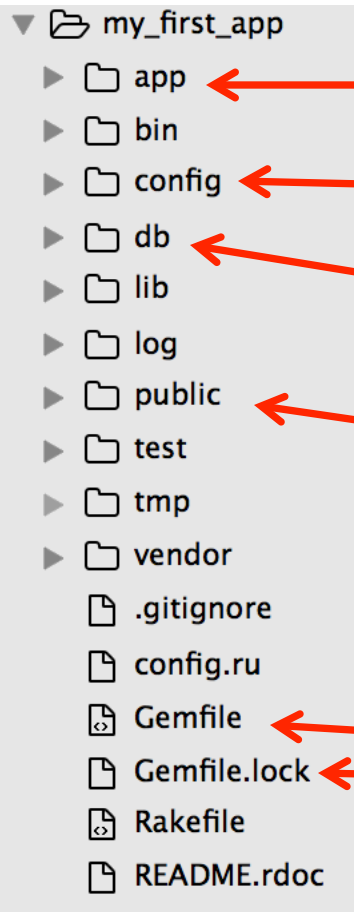 my_first_app
app
bin
config
db
lib
log
public
test
tmp
vendor
.gitignore
config.ru
Gemfile
Gemfile.lock
Rakefile
README.rdoc